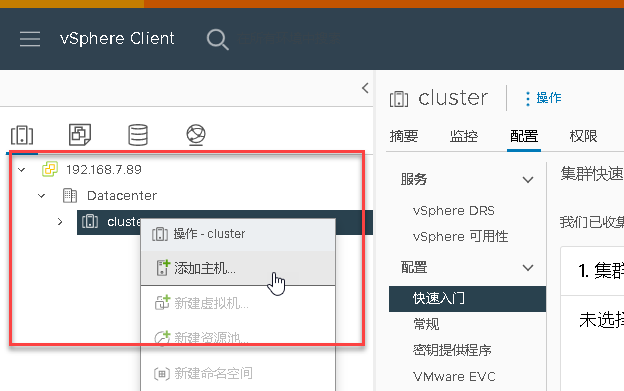 vSphere Client
192.168.7.89
Datacenter
cluste
操作 - cluster
添加主机...
新建虚拟机...
新建资源池...
新建命名空间
cluster
操作
摘要 监控 配置 权限
服务
vSphere DRS
vSphere 可用性
配置
快速入门
常规
密钥提供程序
VMware EVC
集群快速
我们已收集
1. 集群
未选择